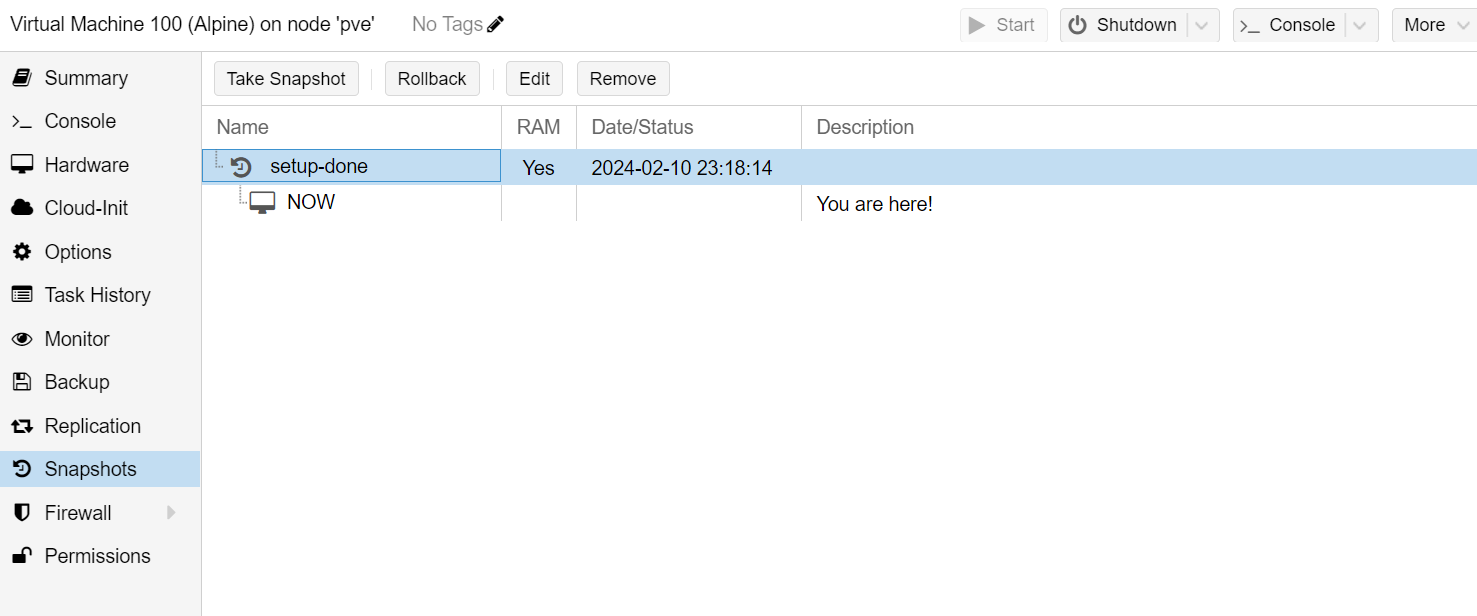 Virtual Machine 100 (Alpine) on node 'pve' No Tags Start Shutdown Console More
Summary
Console
Hardware
Cloud-Init
Options
Task History
Monitor
Backup
Replication
Snapshots
Firewall
Permissions
Take Snapshot Rollback Edit Remove
Name RAM Date/Status Description
setup-done Yes 2024-02-10 23:18:14
NOW You are here!